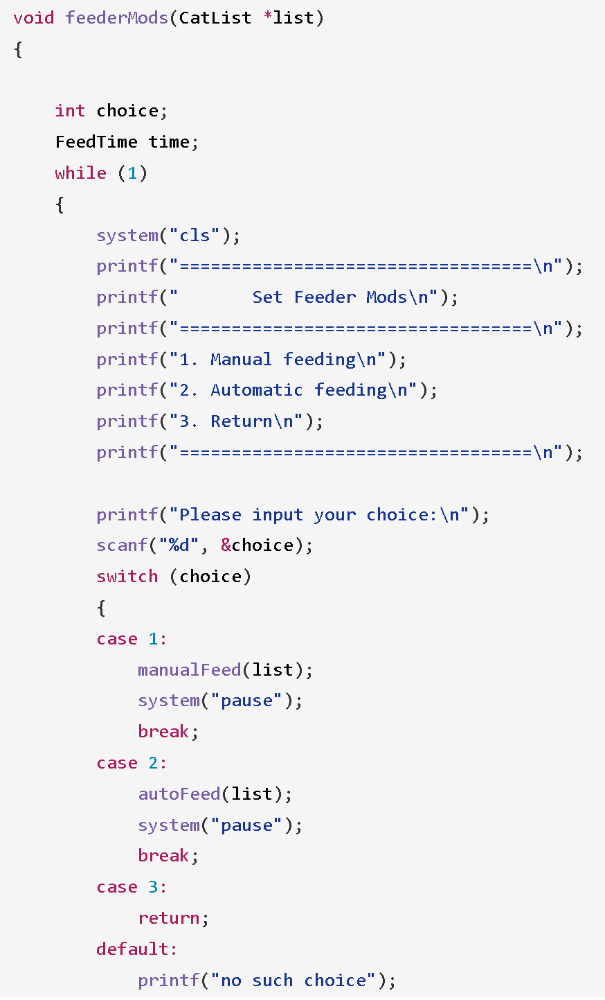 void feederMods(CatList *list)
{
    int choice;
    FeedTime time;
    while (1)
    {
        system("cls");
        printf("==================================\n");
        printf("       Set Feeder Mods\n");
        printf("==================================\n");
        printf("1. Manual feeding\n");
        printf("2. Automatic feeding\n");
        printf("3. Return\n");
        printf("==================================\n");
        printf("Please input your choice:\n");
        scanf("%d", &choice);
        switch (choice)
        {
        case 1:
            manualFeed(list);
            system("pause");
            break;
        case 2:
            autoFeed(list);
            system("pause");
            break;
        case 3:
            return;
        default:
            printf("no such choice");